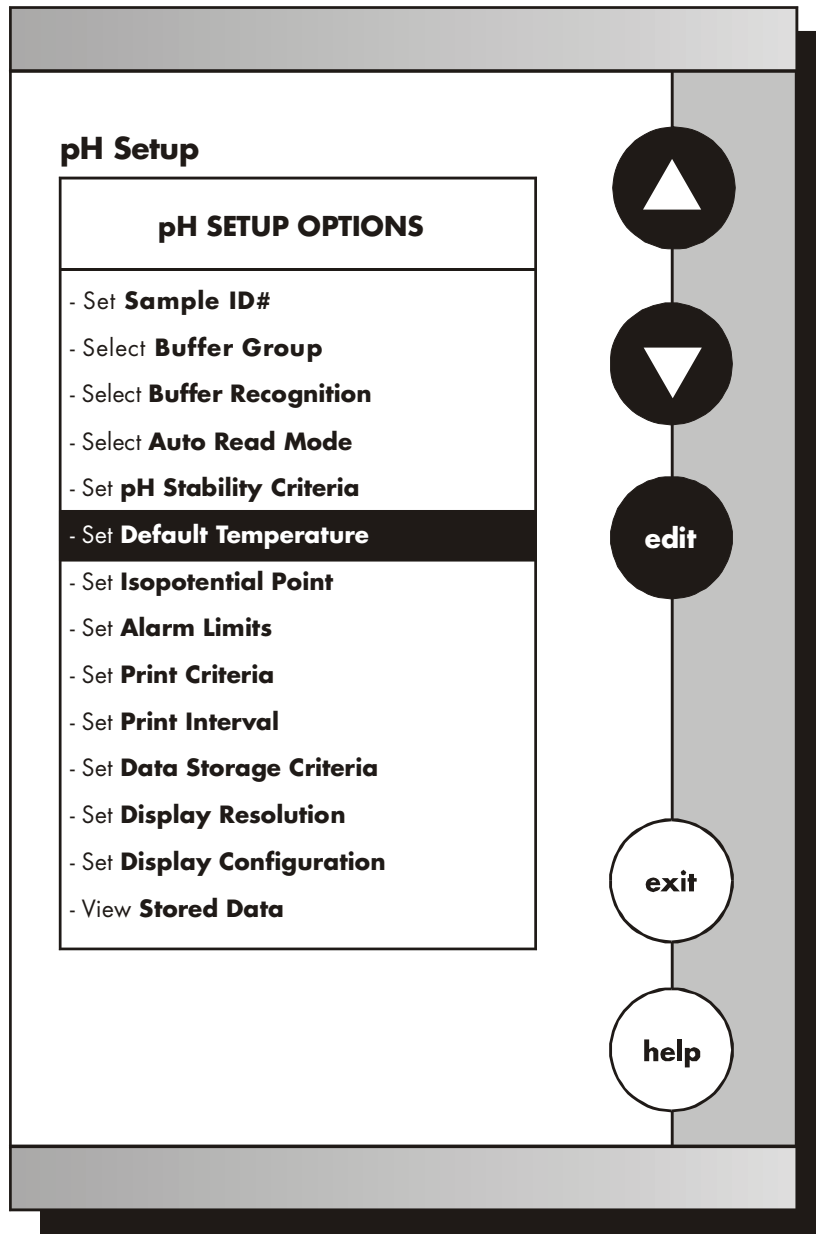 pH Setup
pH SETUP OPTIONS
- Set Sample ID#
- Select Buffer Group
- Select Buffer Recognition
- Select Auto Read Mode
- Set pH Stability Criteria
- Set Default Temperature
- Set Isopotential Point
- Set Alarm Limits
- Set Print Criteria
- Set Print Interval
- Set Data Storage Criteria
- Set Display Resolution
- Set Display Configuration
- View Stored Data
edit
exit
help